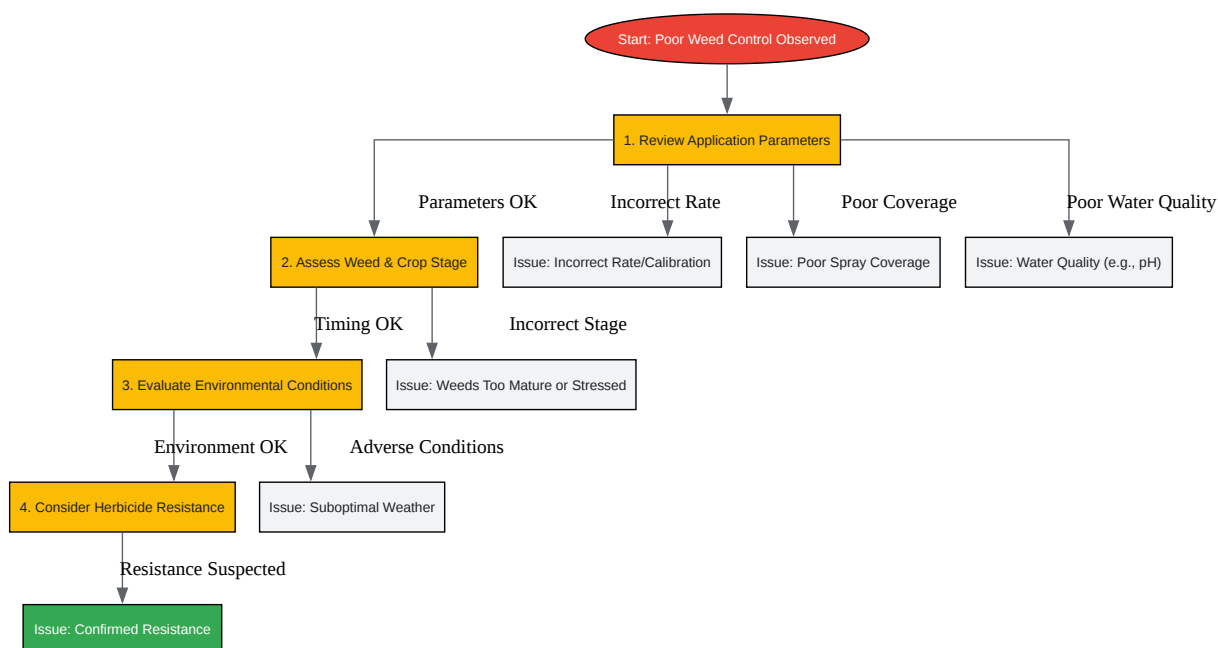 Start: Poor Weed Control Observed
1. Review Application Parameters
Parameters OK
Incorrect Rate
Poor Coverage
Poor Water Quality
2. Assess Weed & Crop Stage
Issue: Incorrect Rate/Calibration
Issue: Poor Spray Coverage
Issue: Water Quality (e.g., pH)
Timing OK
Incorrect Stage
3. Evaluate Environmental Conditions
Issue: Weeds Too Mature or Stressed
Environment OK
Adverse Conditions
4. Consider Herbicide Resistance
Issue: Suboptimal Weather
Resistance Suspected
Issue: Confirmed Resistance